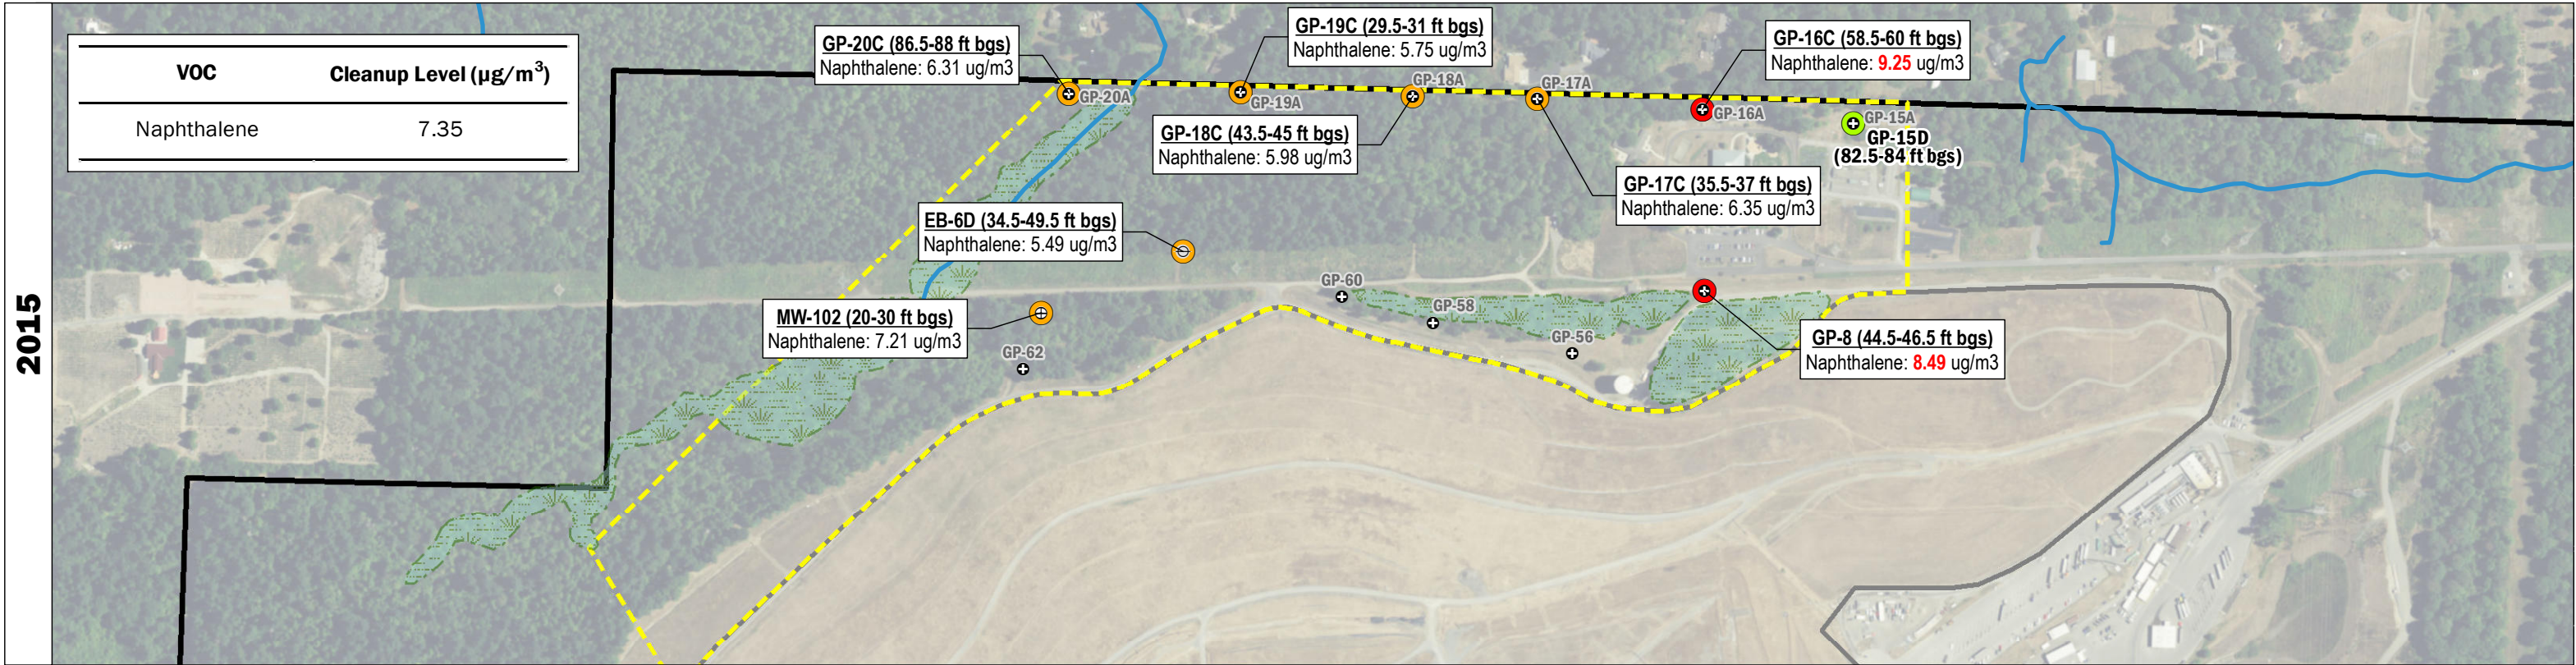 2015
VOC Cleanup Level (µg/m³)
Naphthalene 7.35
GP-20C (86.5-88 ft bgs)
Naphthalene: 6.31 ug/m3
GP-20A
GP-19C (29.5-31 ft bgs)
Naphthalene: 5.75 ug/m3
GP-19A
GP-18A
GP-18C (43.5-45 ft bgs)
Naphthalene: 5.98 ug/m3
GP-17A
GP-17C (35.5-37 ft bgs)
Naphthalene: 6.35 ug/m3
GP-16C (58.5-60 ft bgs)
Naphthalene: 9.25 ug/m3
GP-16A
GP-15A
GP-15D
(82.5-84 ft bgs)
EB-6D (34.5-49.5 ft bgs)
Naphthalene: 5.49 ug/m3
MW-102 (20-30 ft bgs)
Naphthalene: 7.21 ug/m3
GP-62
GP-60
GP-58
GP-56
GP-8 (44.5-46.5 ft bgs)
Naphthalene: 8.49 ug/m3